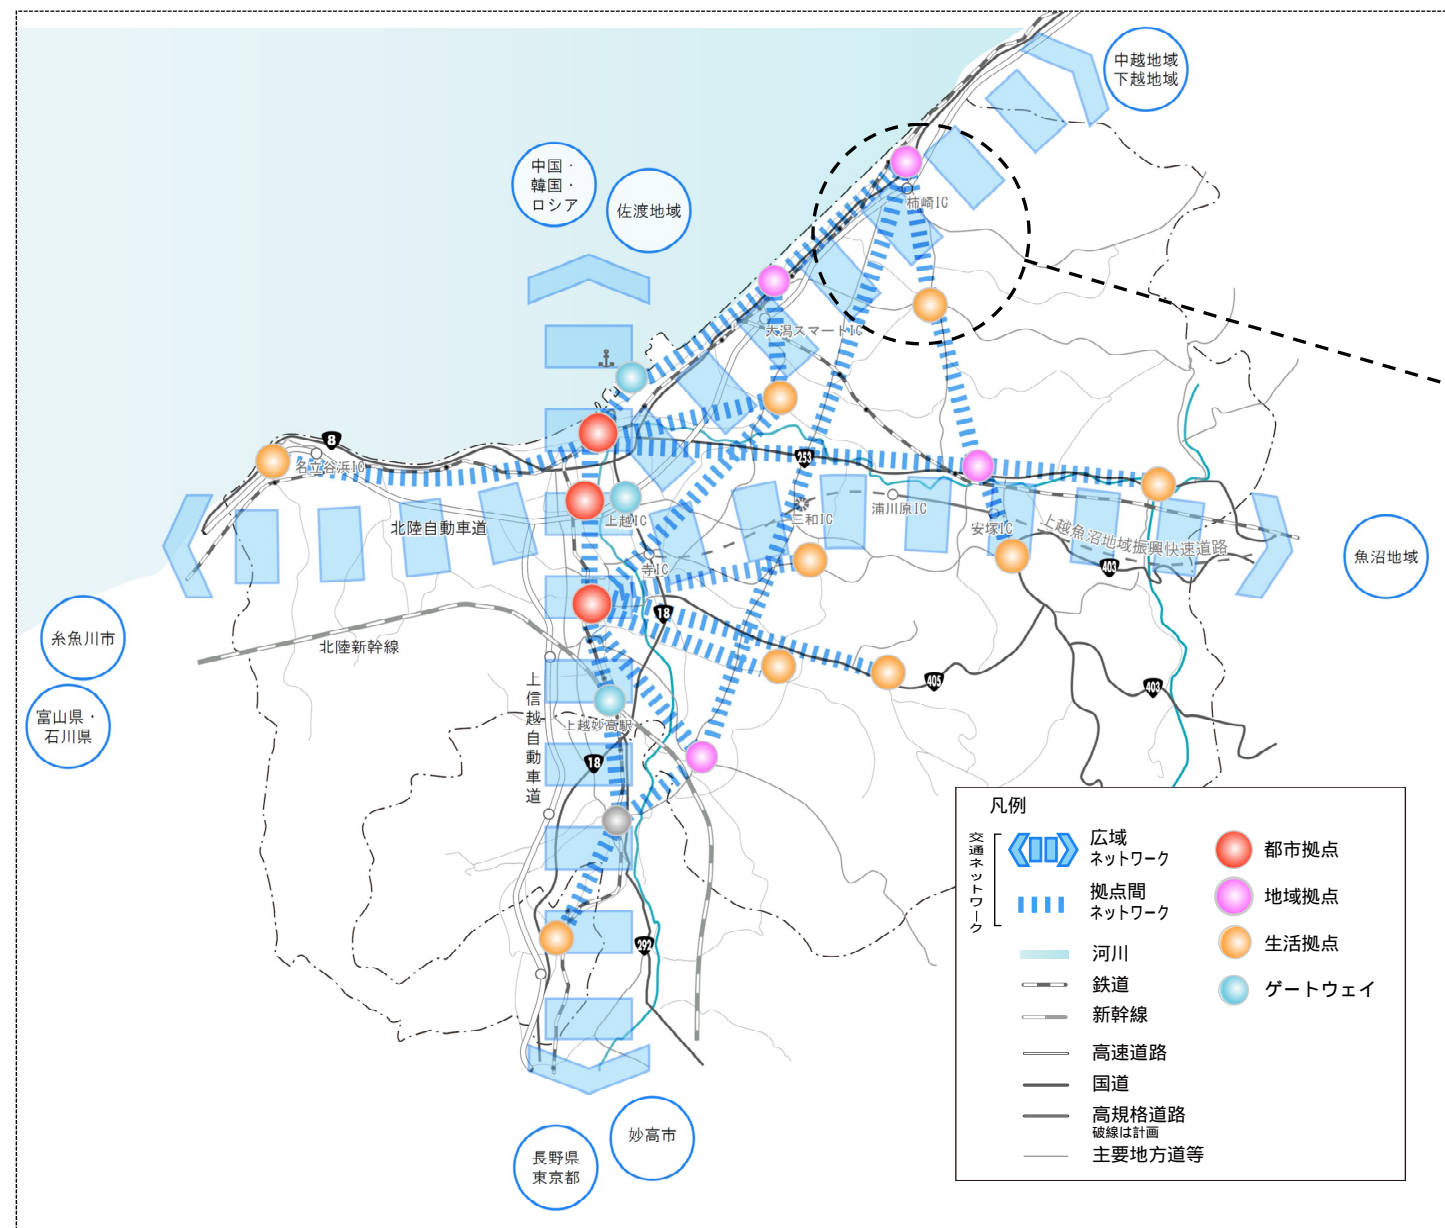 中越地域
下越地域
中国・
韓国・
ロシア
佐渡地域
柿崎IC
大潟スマートIC
8
名立谷浜IC
253
北陸自動車道
上越IC
三和IC
浦川原IC
安塚IC
上越魚沼地域振興快速道路
魚沼地域
寺IC
403
18
糸魚川市
北陸新幹線
405
403
富山県・
石川県
上信越自動車道
上越妙高駅
18
292
妙高市
長野県
東京都
凡例
交通ネットワーク
広域
ネットワーク
拠点間
ネットワーク
河川
鉄道
新幹線
高速道路
国道
高規格道路
破線は計画
主要地方道等
都市拠点
地域拠点
生活拠点
ゲートウェイ